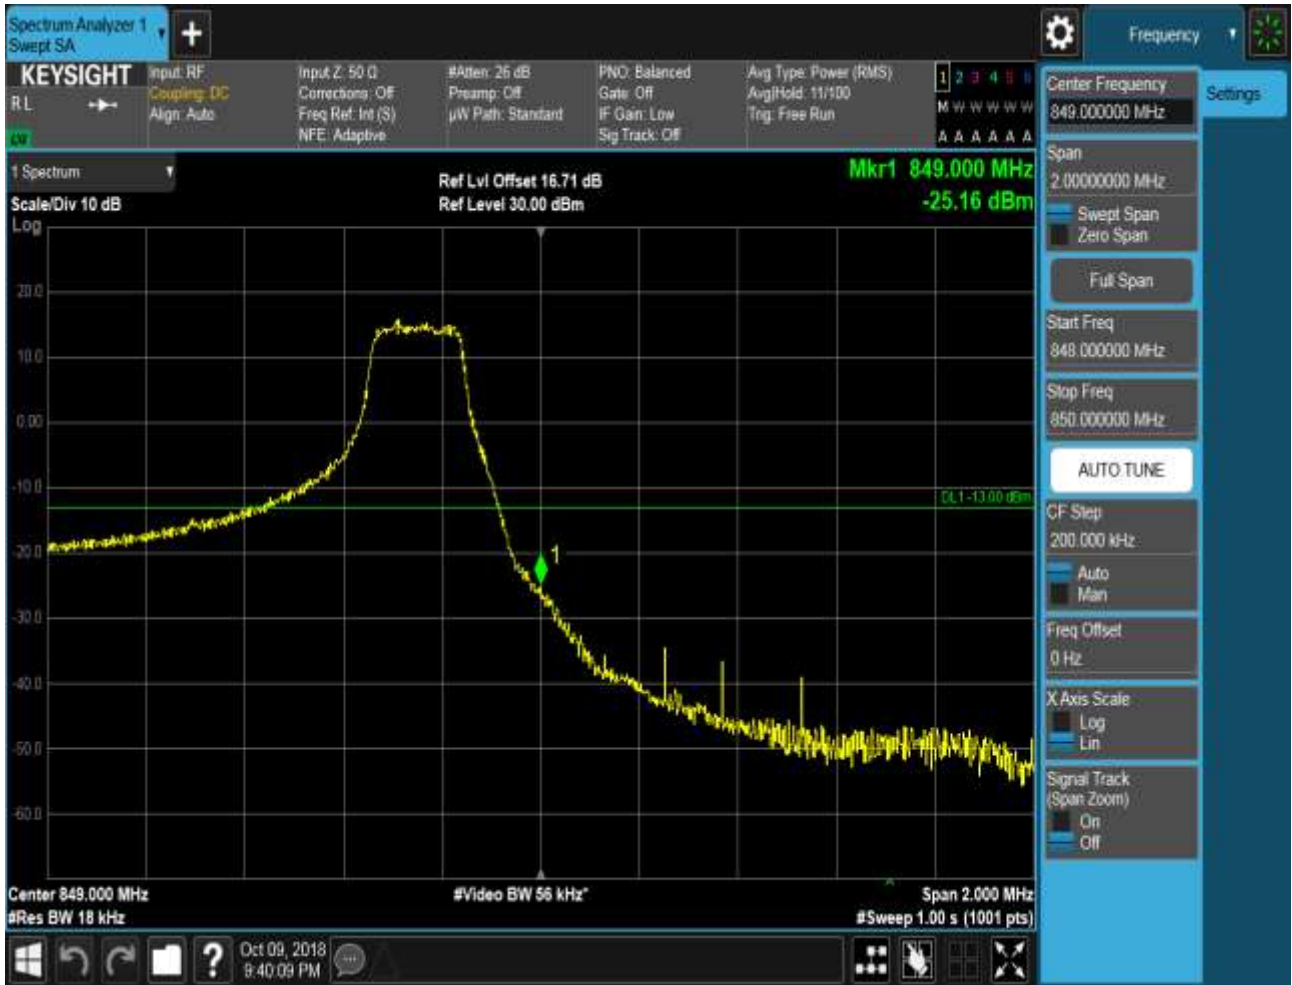 Spectrum Analyzer 1
Swept SA
Frequency
KEYSIGHT
RL
Input: RF
Coupling: DC
Align: Auto
Input Z: 50 Ω
Corrections: Off
Freq Ref: Int (S)
NFE: Adaptive
#Atten: 26 dB
Preamp: Off
µW Path: Standard
PNO: Balanced
Gate: Off
IF Gain: Low
Sig Track: Off
Avg Type: Power (RMS)
Avg|Hold: 11/100
Trig: Free Run
1 2 3 4 5 6
M W W W W W
A A A A A A
1 Spectrum
Scale/Div 10 dB
Log
Ref Lvl Offset 16.71 dB
Ref Level 30.00 dBm
Mkr1 849.000 MHz
-25.16 dBm
20.0
10.0
0.00
-10.0
-20.0
-30.0
-40.0
-50.0
-60.0
DL1 -13.00 dBm
1
Center 849.000 MHz
#Video BW 56 kHz*
Span 2.000 MHz
#Res BW 18 kHz
#Sweep 1.00 s (1001 pts)
Oct 09, 2018
9:40:09 PM
Center Frequency
849.000000 MHz
Settings
Span
2.00000000 MHz
Swept Span
Zero Span
Full Span
Start Freq
848.000000 MHz
Stop Freq
850.000000 MHz
AUTO TUNE
CF Step
200.000 kHz
Auto
Man
Freq Offset
0 Hz
X Axis Scale
Log
Lin
Signal Track
(Span Zoom)
On
Off